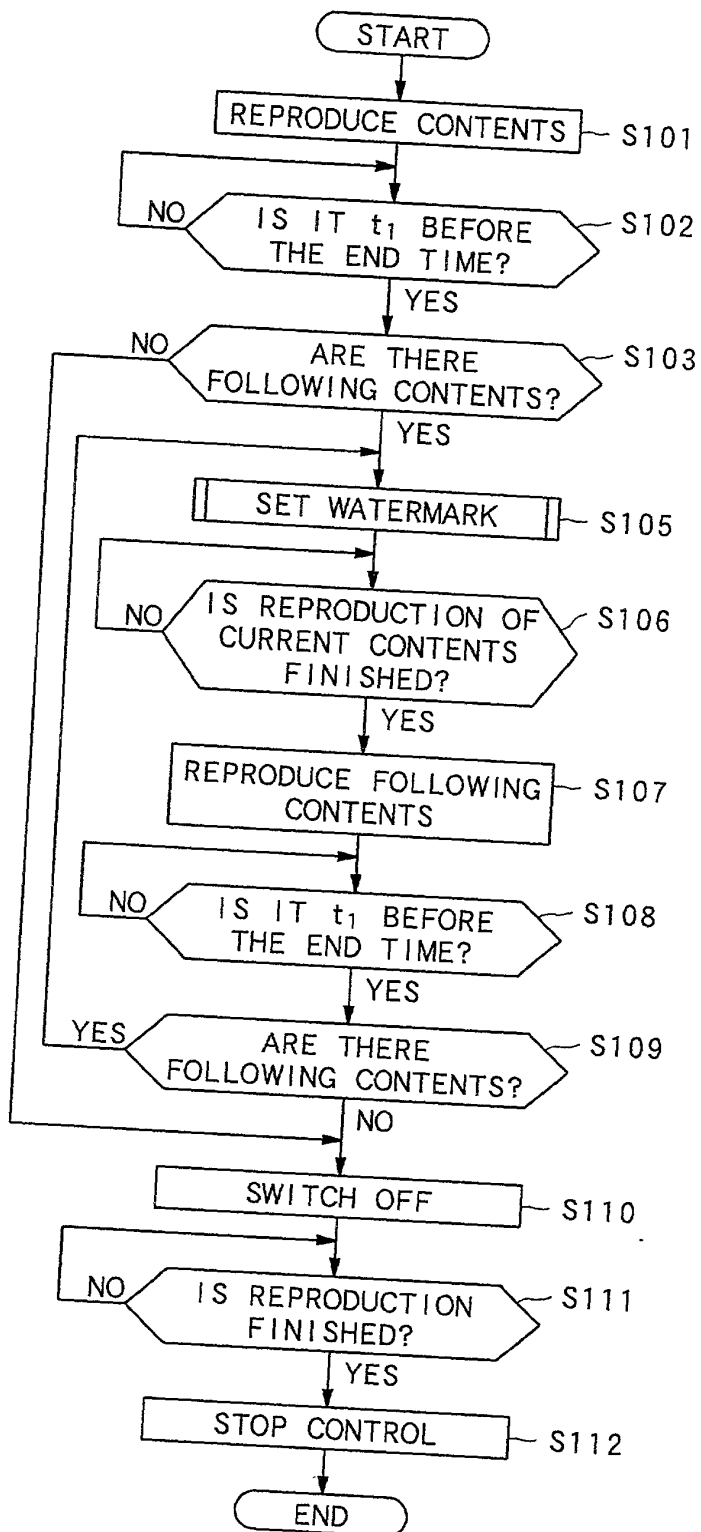 START
REPRODUCE CONTENTS
S101
NO
IS IT t1 BEFORE
THE END TIME?
S102
YES
NO
ARE THERE
FOLLOWING CONTENTS?
S103
YES
SET WATERMARK
S105
NO
IS REPRODUCTION OF
CURRENT CONTENTS
FINISHED?
S106
YES
REPRODUCE FOLLOWING
CONTENTS
S107
NO
IS IT t1 BEFORE
THE END TIME?
S108
YES
YES
ARE THERE
FOLLOWING CONTENTS?
S109
NO
SWITCH OFF
S110
NO
IS REPRODUCTION
FINISHED?
S111
YES
STOP CONTROL
S112
END